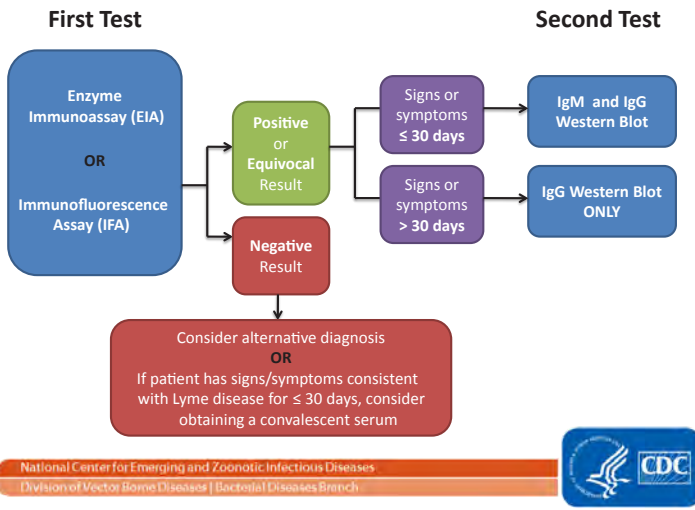 First Test
Second Test
Enzyme
Immunoassay (EIA)
OR
Immunofluorescence
Assay (IFA)
Positive
or
Equivocal
Result
Negative
Result
Signs or
symptoms
≤ 30 days
IgM and IgG
Western Blot
Signs or
symptoms
> 30 days
IgG Western Blot
ONLY
Consider alternative diagnosis
OR
If patient has signs/symptoms consistent
with Lyme disease for ≤ 30 days, consider
obtaining a convalescent serum
National Center for Emerging and Zoonotic Infectious Diseases
Division of Vector Borne Diseases | Bacterial Diseases Branch
CDC